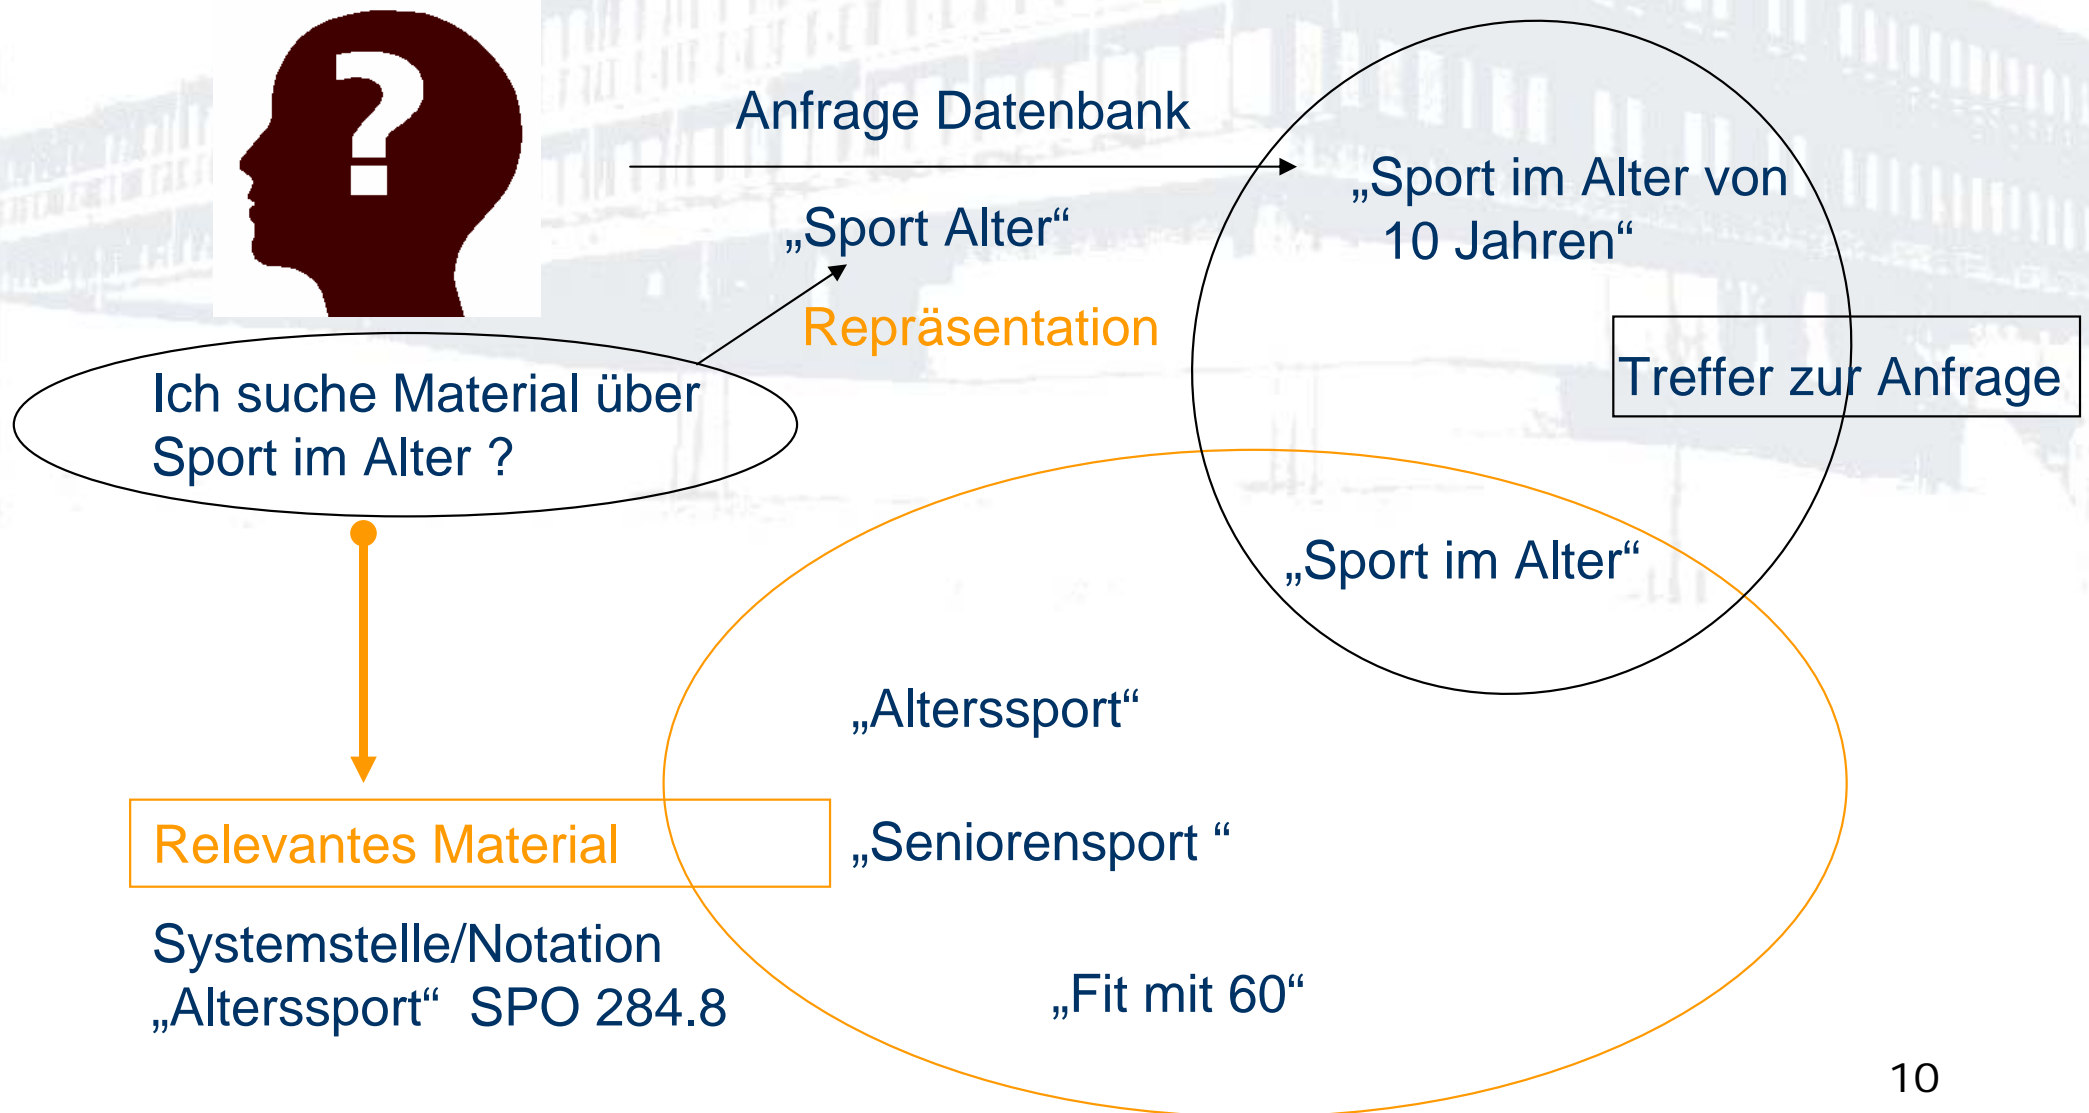 ?
Anfrage Datenbank
„Sport Alter“
Repräsentation
„Sport im Alter von
10 Jahren“
Treffer zur Anfrage
Ich suche Material über
Sport im Alter ?
„Sport im Alter“
„Alterssport“
Relevantes Material
„Seniorensport “
Systemstelle/Notation
„Alterssport“ SPO 284.8
„Fit mit 60“
10